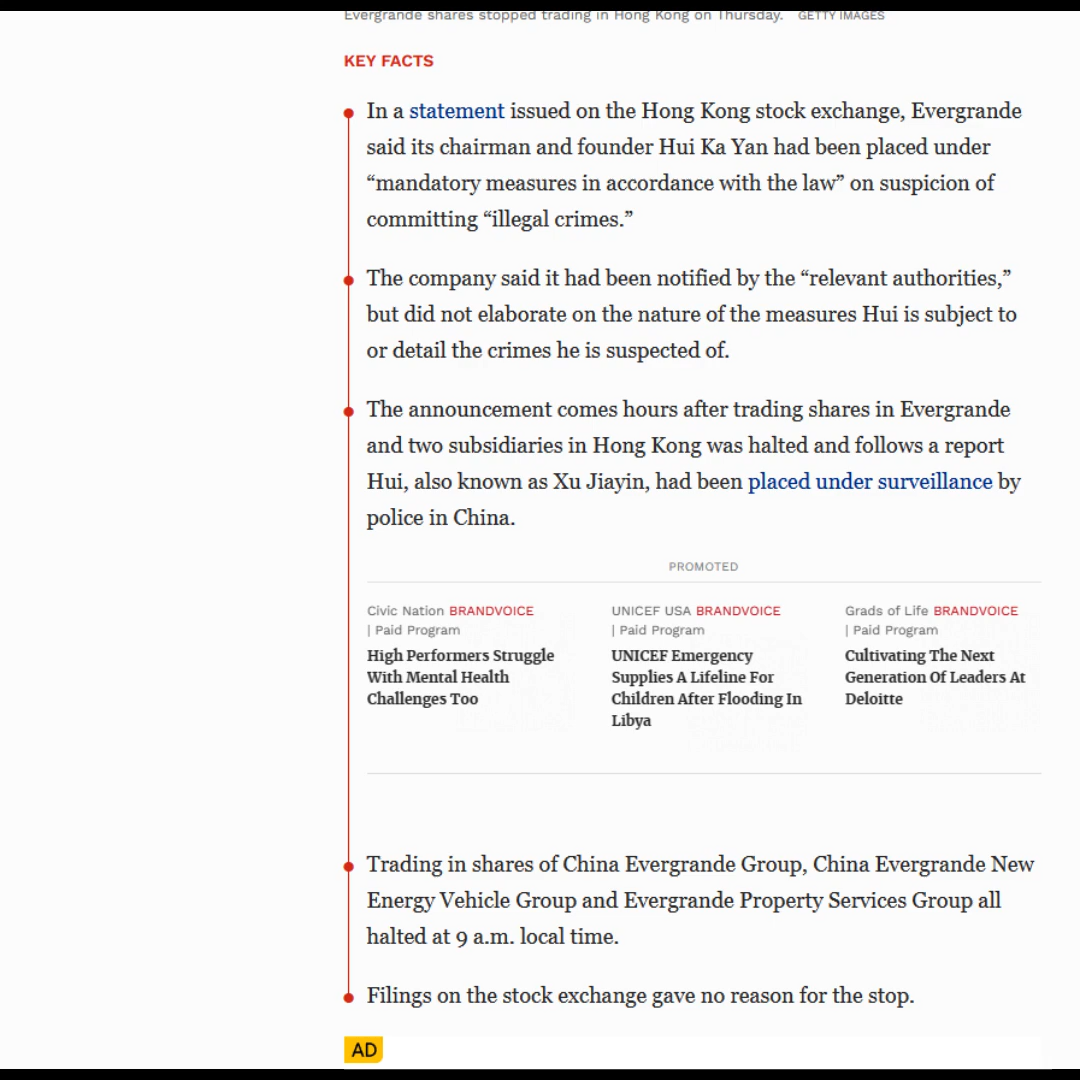 Evergrande shares stopped trading in Hong Kong on Thursday. GETTY IMAGES
KEY FACTS
In a statement issued on the Hong Kong stock exchange, Evergrande
said its chairman and founder Hui Ka Yan had been placed under
“mandatory measures in accordance with the law” on suspicion of
committing “illegal crimes.”
The company said it had been notified by the “relevant authorities,”
but did not elaborate on the nature of the measures Hui is subject to
or detail the crimes he is suspected of.
The announcement comes hours after trading shares in Evergrande
and two subsidiaries in Hong Kong was halted and follows a report
Hui, also known as Xu Jiayin, had been placed under surveillance by
police in China.
PROMOTED
Civic Nation BRANDVOICE
| Paid Program
High Performers Struggle
With Mental Health
Challenges Too
UNICEF USA BRANDVOICE
| Paid Program
UNICEF Emergency
Supplies A Lifeline For
Children After Flooding In
Libya
Grads of Life BRANDVOICE
| Paid Program
Cultivating The Next
Generation Of Leaders At
Deloitte
Trading in shares of China Evergrande Group, China Evergrande New
Energy Vehicle Group and Evergrande Property Services Group all
halted at 9 a.m. local time.
Filings on the stock exchange gave no reason for the stop.
AD